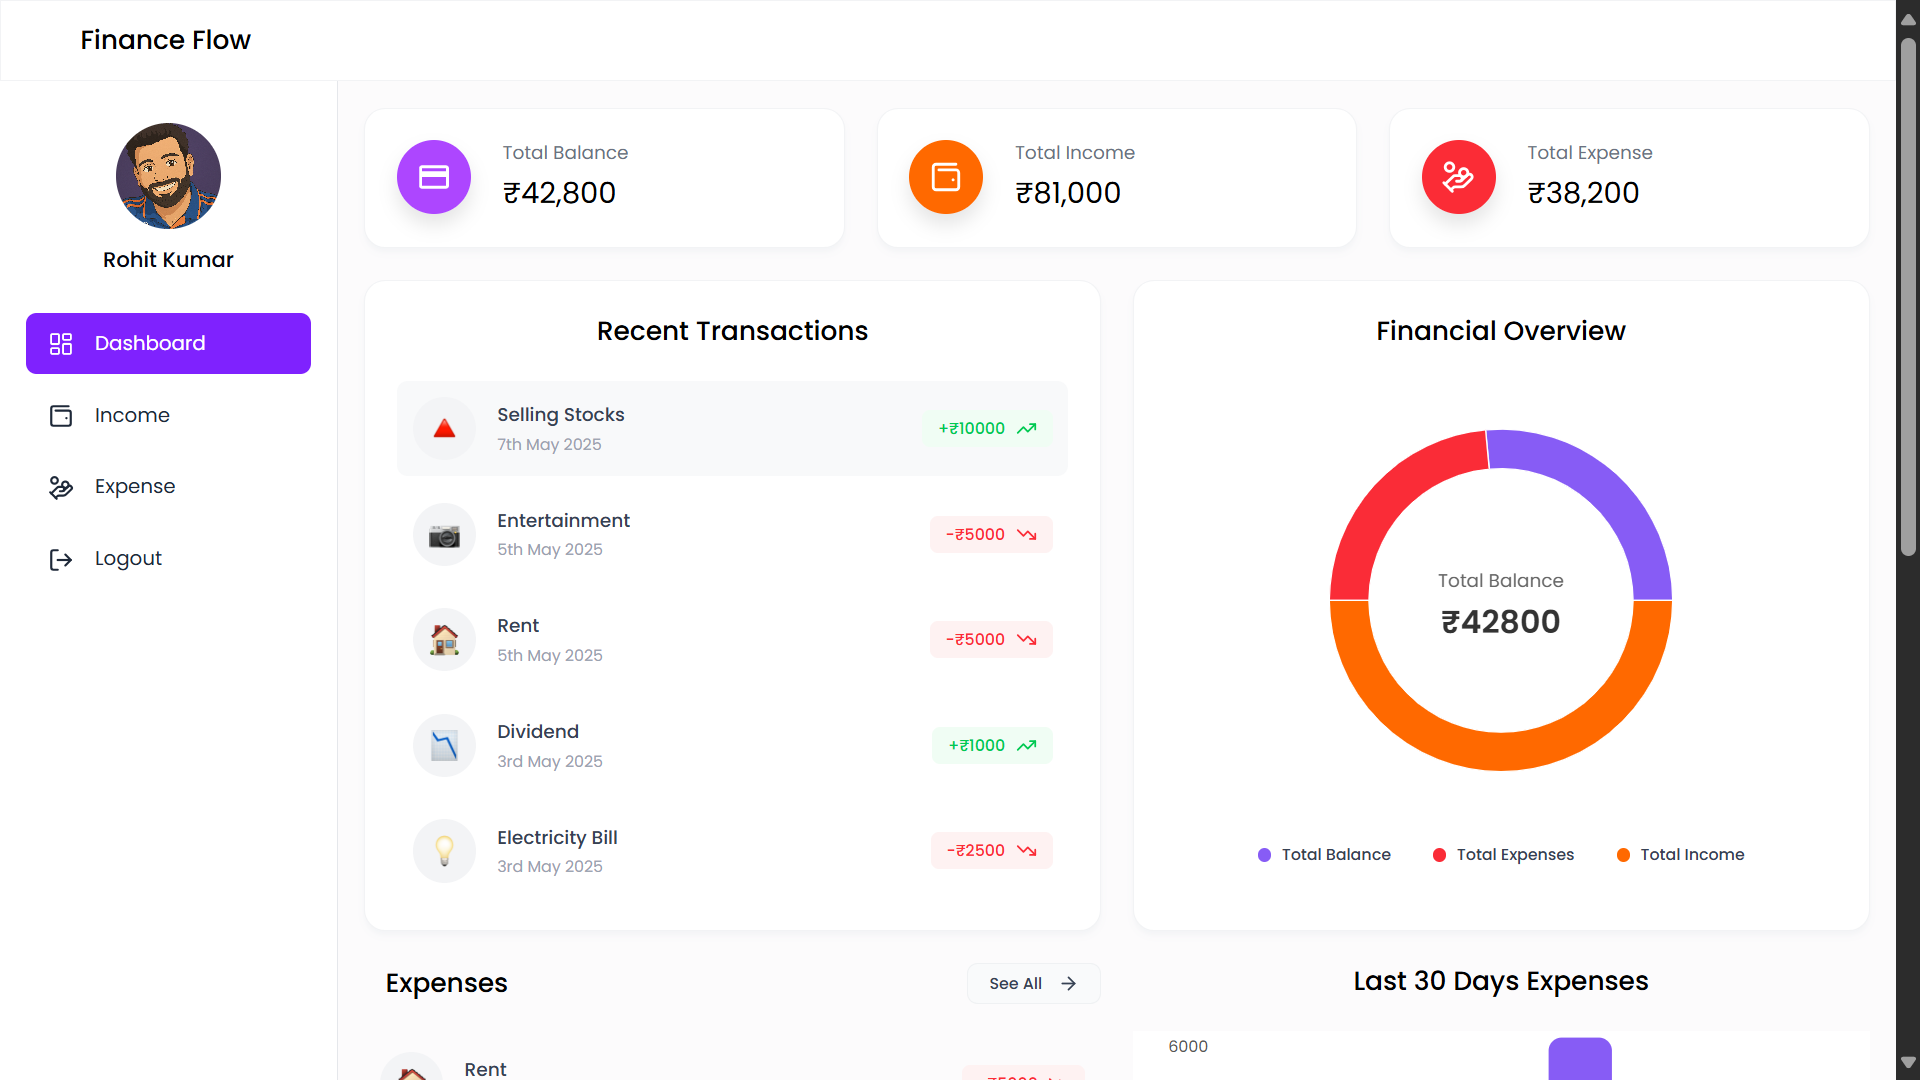 Finance Flow
Rohit Kumar
Dashboard
Income
Expense
Logout
Total Balance
₹42,800
Total Income
₹81,000
Total Expense
₹38,200
Recent Transactions
Selling Stocks
7th May 2025
+₹10000
Entertainment
5th May 2025
-₹5000
Rent
5th May 2025
-₹5000
Dividend
3rd May 2025
+₹1000
Electricity Bill
3rd May 2025
-₹2500
Financial Overview
Total Balance
₹42800
Total Balance
Total Expenses
Total Income
Expenses
See All
Rent
Last 30 Days Expenses
6000